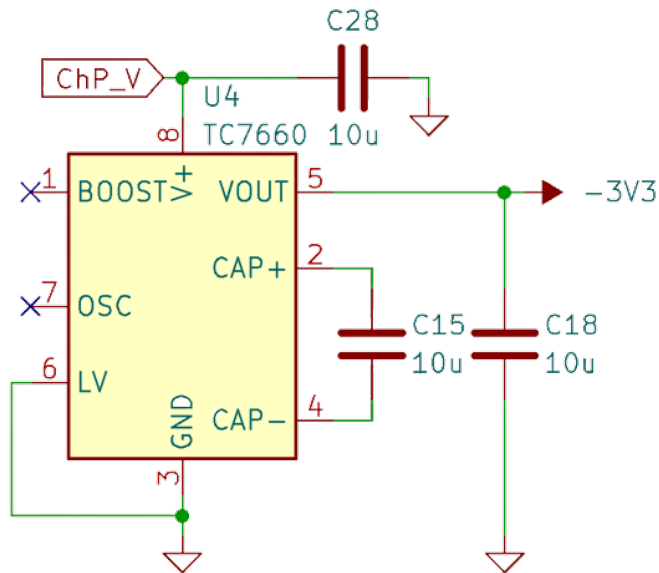 C28
ChP_V
U4
TC7660
10u
8
1
BOOST
V+
VOUT
5
-3V3
CAP+
2
7
OSC
C15
10u
C18
10u
6
LV
GND
CAP-
4
3